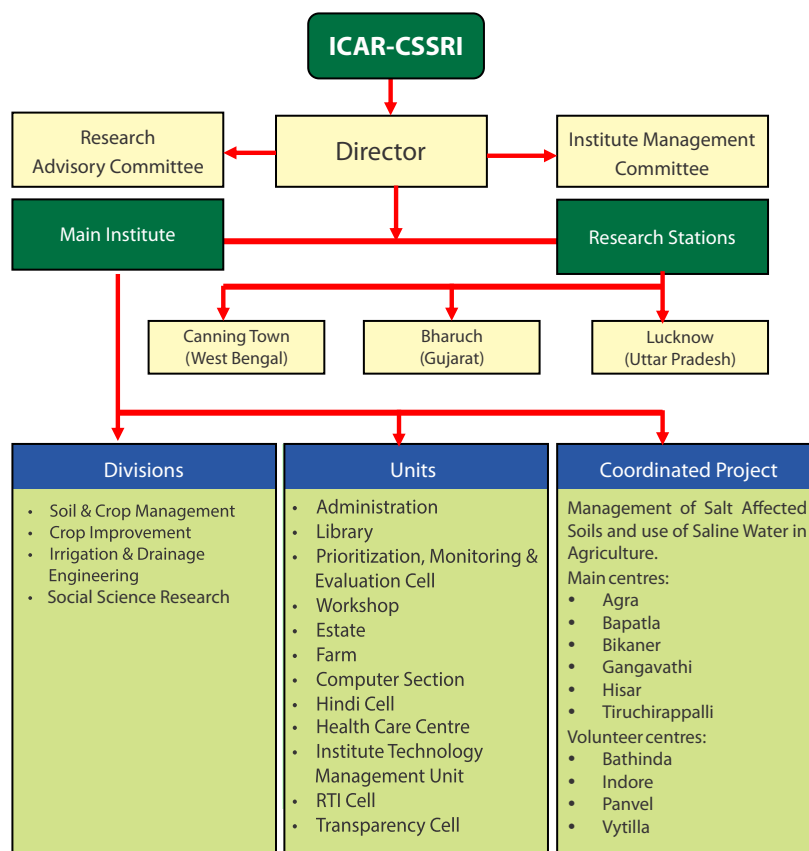 ICAR-CSSRI
Research
Advisory Committee
Director
Institute Management
Committee
Main Institute
Research Stations
Canning Town
(West Bengal)
Bharuch
(Gujarat)
Lucknow
(Uttar Pradesh)
Divisions
• Soil & Crop Management
• Crop Improvement
• Irrigation & Drainage
Engineering
• Social Science Research
Units
• Administration
• Library
• Prioritization, Monitoring &
Evaluation Cell
• Workshop
• Estate
• Farm
• Computer Section
• Hindi Cell
• Health Care Centre
• Institute Technology
Management Unit
• RTI Cell
• Transparency Cell
Coordinated Project
Management of Salt Affected
Soils and use of Saline Water in
Agriculture.
Main centres:
• Agra
• Bapatla
• Bikaner
• Gangavathi
• Hisar
• Tiruchirappalli
Volunteer centres:
• Bathinda
• Indore
• Panvel
• Vytilla